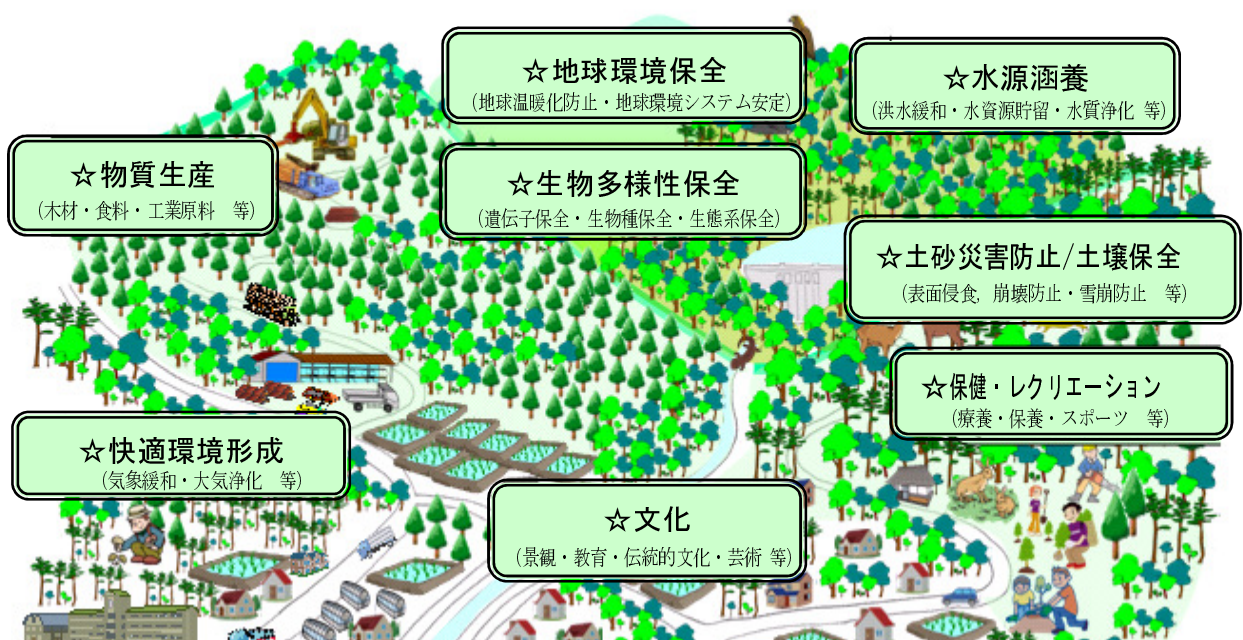 ☆地球環境保全
(地球温暖化防止・地球環境システム安定)
☆水源涵養
(洪水緩和・水資源貯留・水質浄化 等)
☆物質生産
(木材・食料・工業原料 等)
☆生物多様性保全
(遺伝子保全・生物種保全・生態系保全)
☆土砂災害防止/土壌保全
(表面侵食,崩壊防止・雪崩防止 等)
☆保健・レクリエーション
(療養・保養・スポーツ 等)
☆快適環境形成
(気象緩和・大気浄化 等)
☆文化
(景観・教育・伝統的文化・芸術 等)